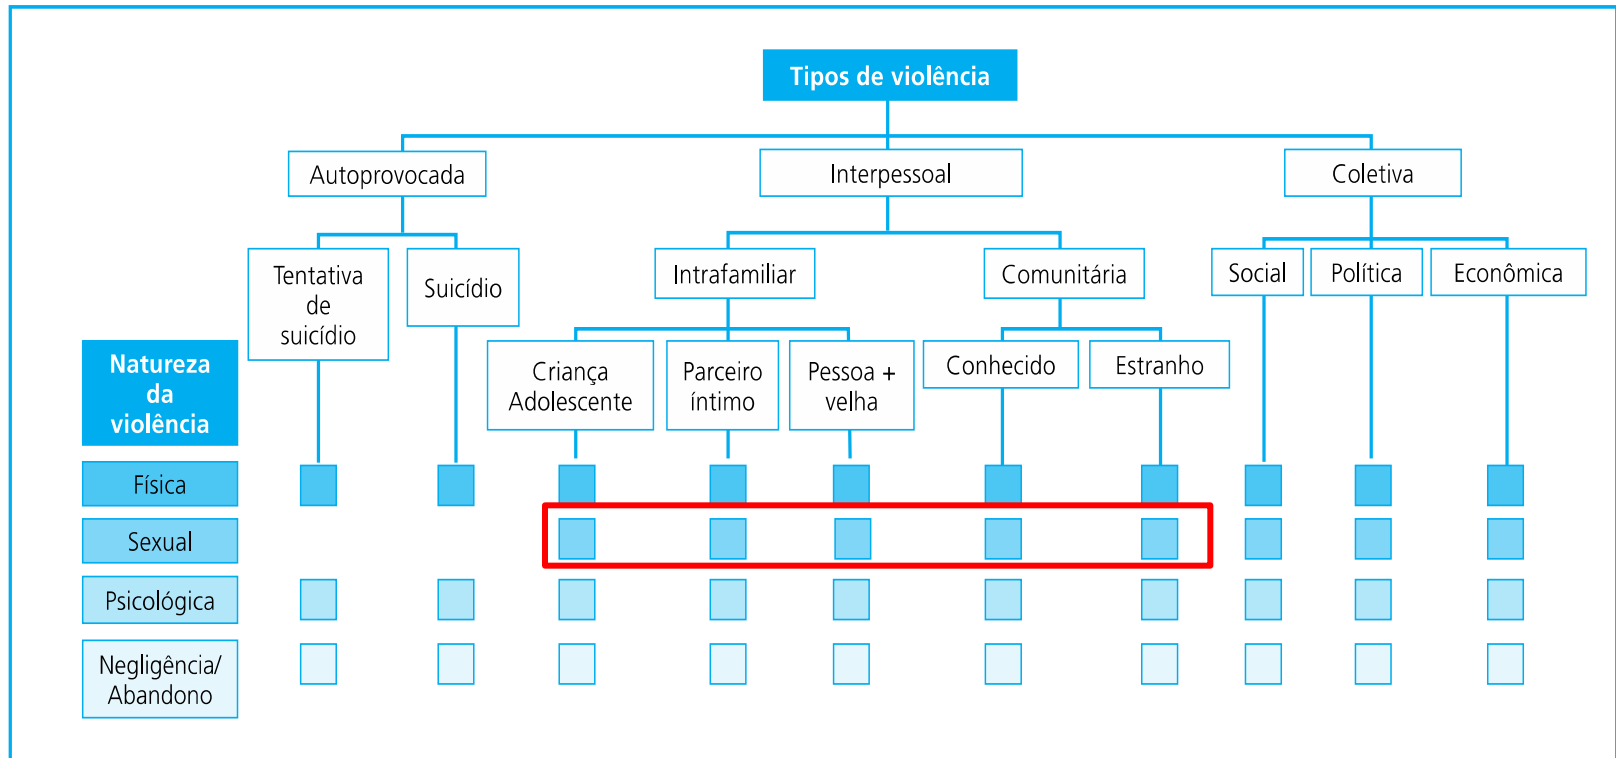 Tipos de violência
Autoprovocada
Interpessoal
Coletiva
Tentativa
de
suicídio
Suicídio
Intrafamiliar
Comunitária
Social
Política
Econômica
Criança
Adolescente
Parceiro
íntimo
Pessoa +
velha
Conhecido
Estranho
Natureza
da
violência
Física
Sexual
Psicológica
Negligência/
Abandono